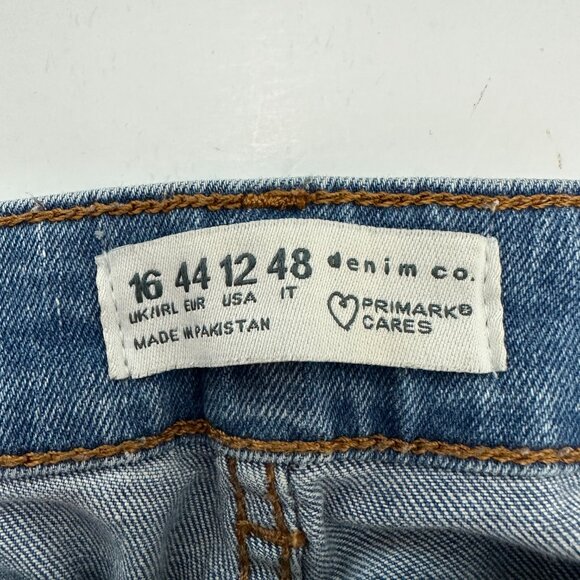 16 44 12 48
UK/IRL EUR USA IT
MADE IN PAKISTAN
denim co.
PRIMARK®
CARES